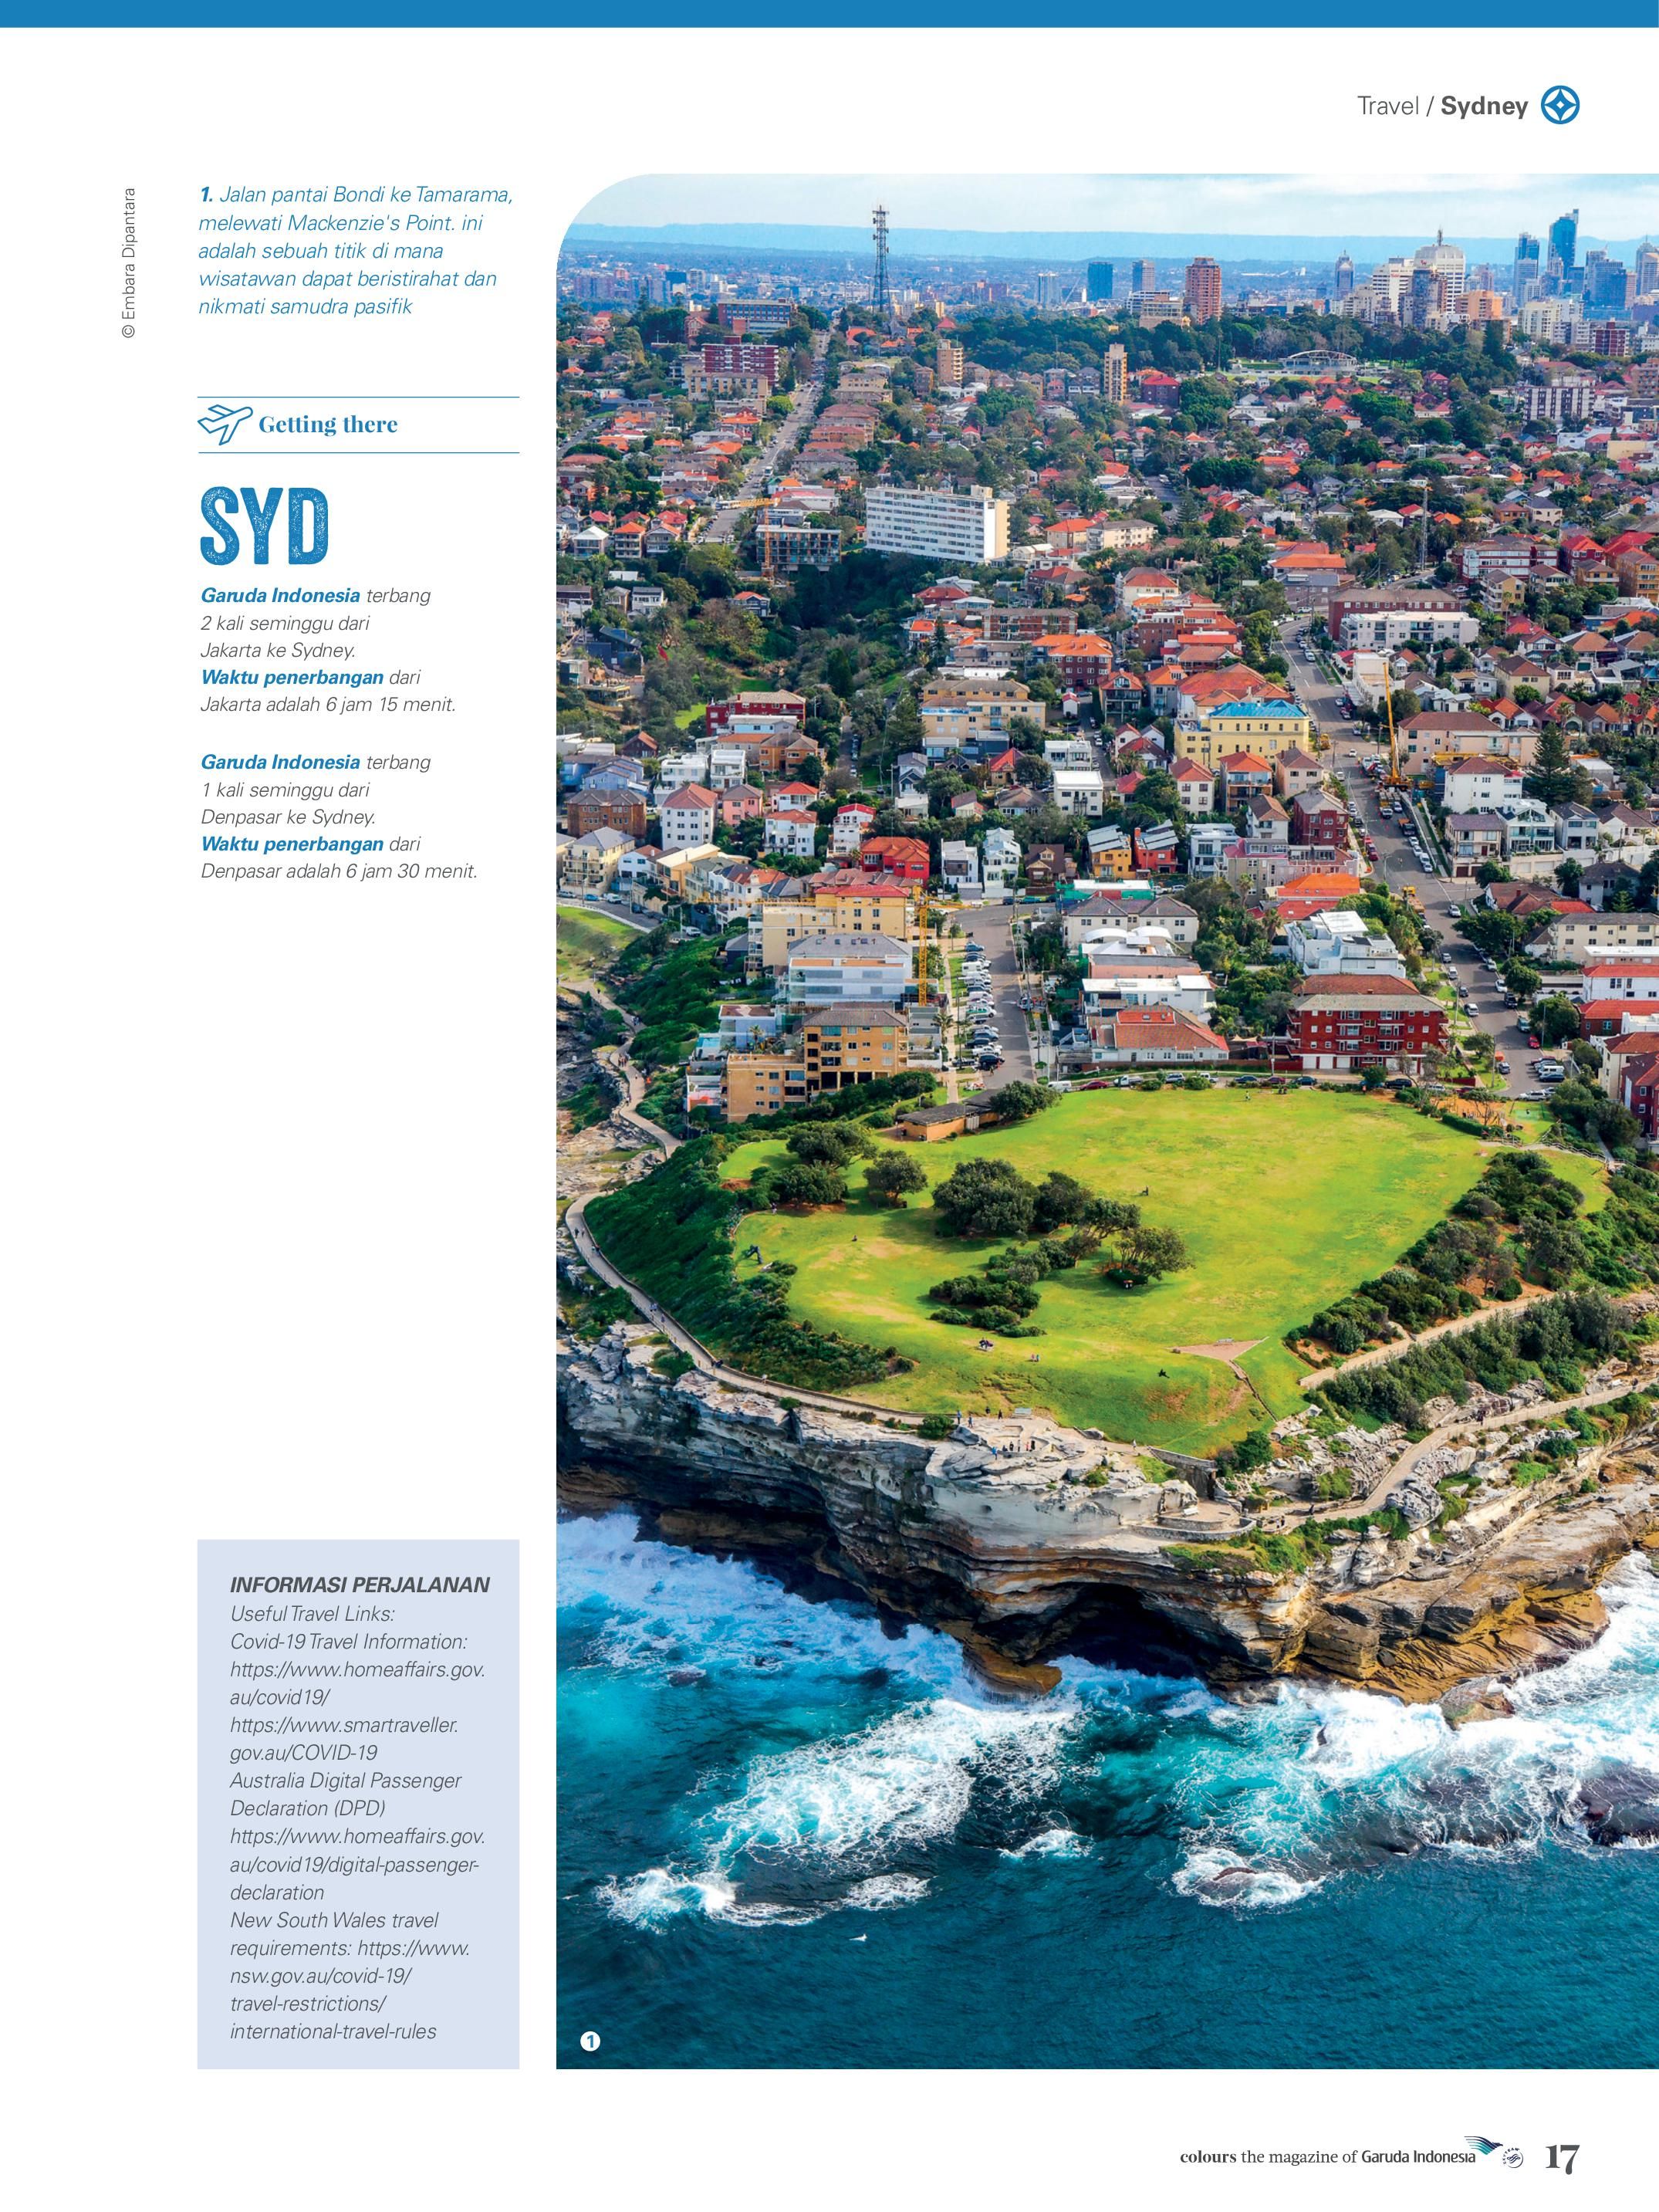 Travel / Sydney
© Embara Dipantara
1. Jalan pantai Bondi ke Tamarama,
melewati Mackenzie's Point. ini
adalah sebuah titik di mana
wisatawan dapat beristirahat dan
nikmati samudra pasifik
Getting there
SYD
Garuda Indonesia terbang
2 kali seminggu dari
Jakarta ke Sydney.
Waktu penerbangan dari
Jakarta adalah 6 jam 15 menit.
Garuda Indonesia terbang
1 kali seminggu dari
Denpasar ke Sydney.
Waktu penerbangan dari
Denpasar adalah 6 jam 30 menit.
INFORMASI PERJALANAN
Useful Travel Links:
Covid-19 Travel Information:
https://www.homeaffairs.gov.
au/covid19/
https://www.smartraveller.
gov.au/COVID-19
Australia Digital Passenger
Declaration (DPD)
https://www.homeaffairs.gov.
au/covid19/digital-passenger-
declaration
New South Wales travel
requirements: https://www.
nsw.gov.au/covid-19/
travel-restrictions/
international-travel-rules
1
colours the magazine of Garuda Indonesia
17